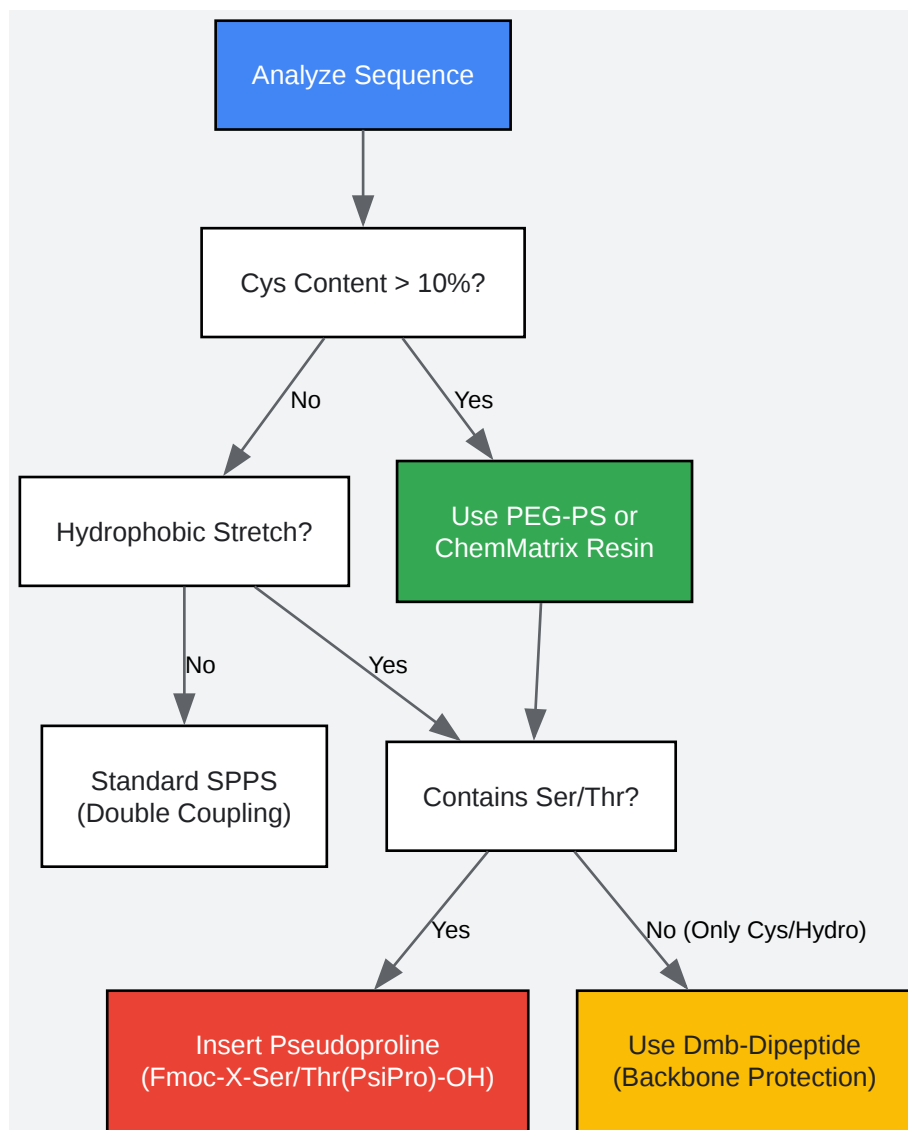 Analyze Sequence
Cys Content > 10%?
No
Yes
Hydrophobic Stretch?
Use PEG-PS or
ChemMatrix Resin
No
Yes
Standard SPPS
(Double Coupling)
Contains Ser/Thr?
Yes
No (Only Cys/Hydro)
Insert Pseudoproline
(Fmoc-X-Ser/Thr(PsiPro)-OH)
Use Dmb-Dipeptide
(Backbone Protection)